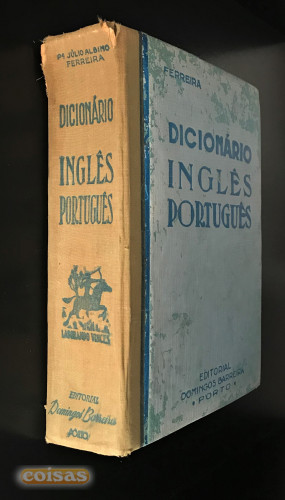 Pe JÚLIO ALBINO
FERREIRA
DICIONÁRIO
INGLÊS
PORTUGUÊS
LABORANDO VINCES
EDITORIAL
Domingos Barreira
PORTO
FERREIRA
DICIONÁRIO
INGLÊS
PORTUGUÊS
EDITORIAL
DOMINGOS BARREIRA
PORTO
coisas